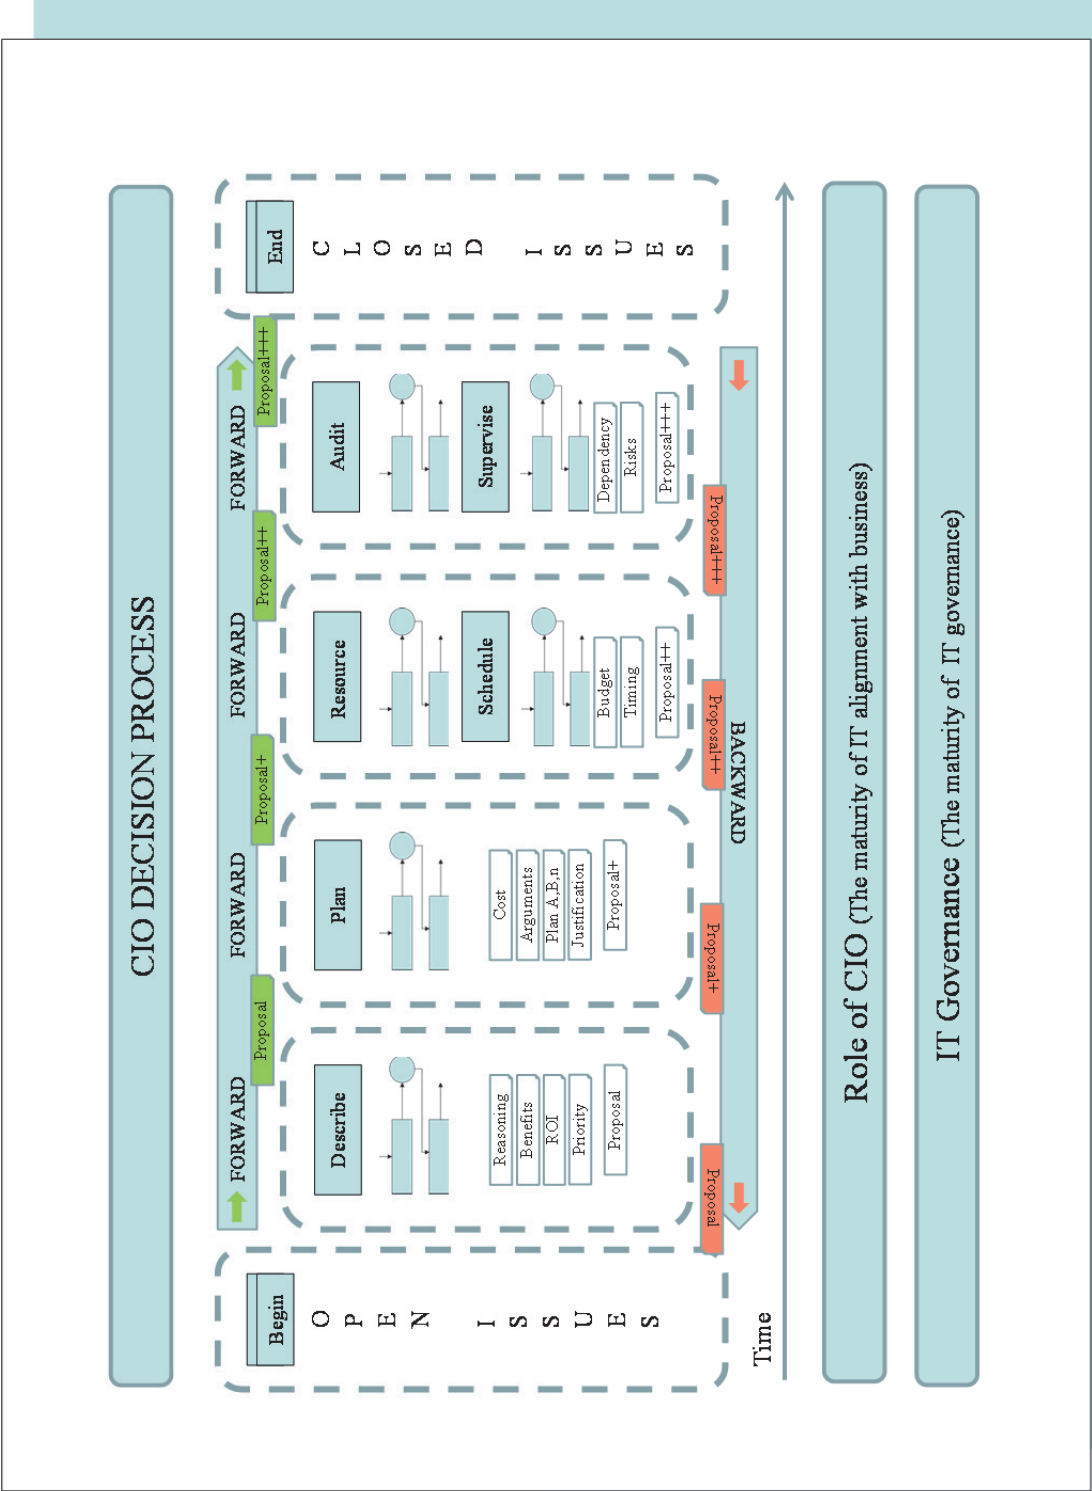 CIO DECISION PROCESS
FORWARD
FORWARD
FORWARD
FORWARD
Proposal
Proposal+
Proposal++
Proposal+++
Begin
OPEN ISSUES
Describe
Reasoning
Benefits
ROI
Priority
Proposal
Plan
Cost
Arguments
Plan A,B,n
Justification
Proposal+
Resource
Schedule
Budget
Timing
Proposal++
Audit
Supervise
Dependency
Risks
Proposal+++
End
CLOSED ISSUES
Proposal
Proposal+
Proposal++
Proposal+++
BACKWARD
Time
Role of CIO (The maturity of IT alignment with business)
IT Governance (The maturity of IT governance)